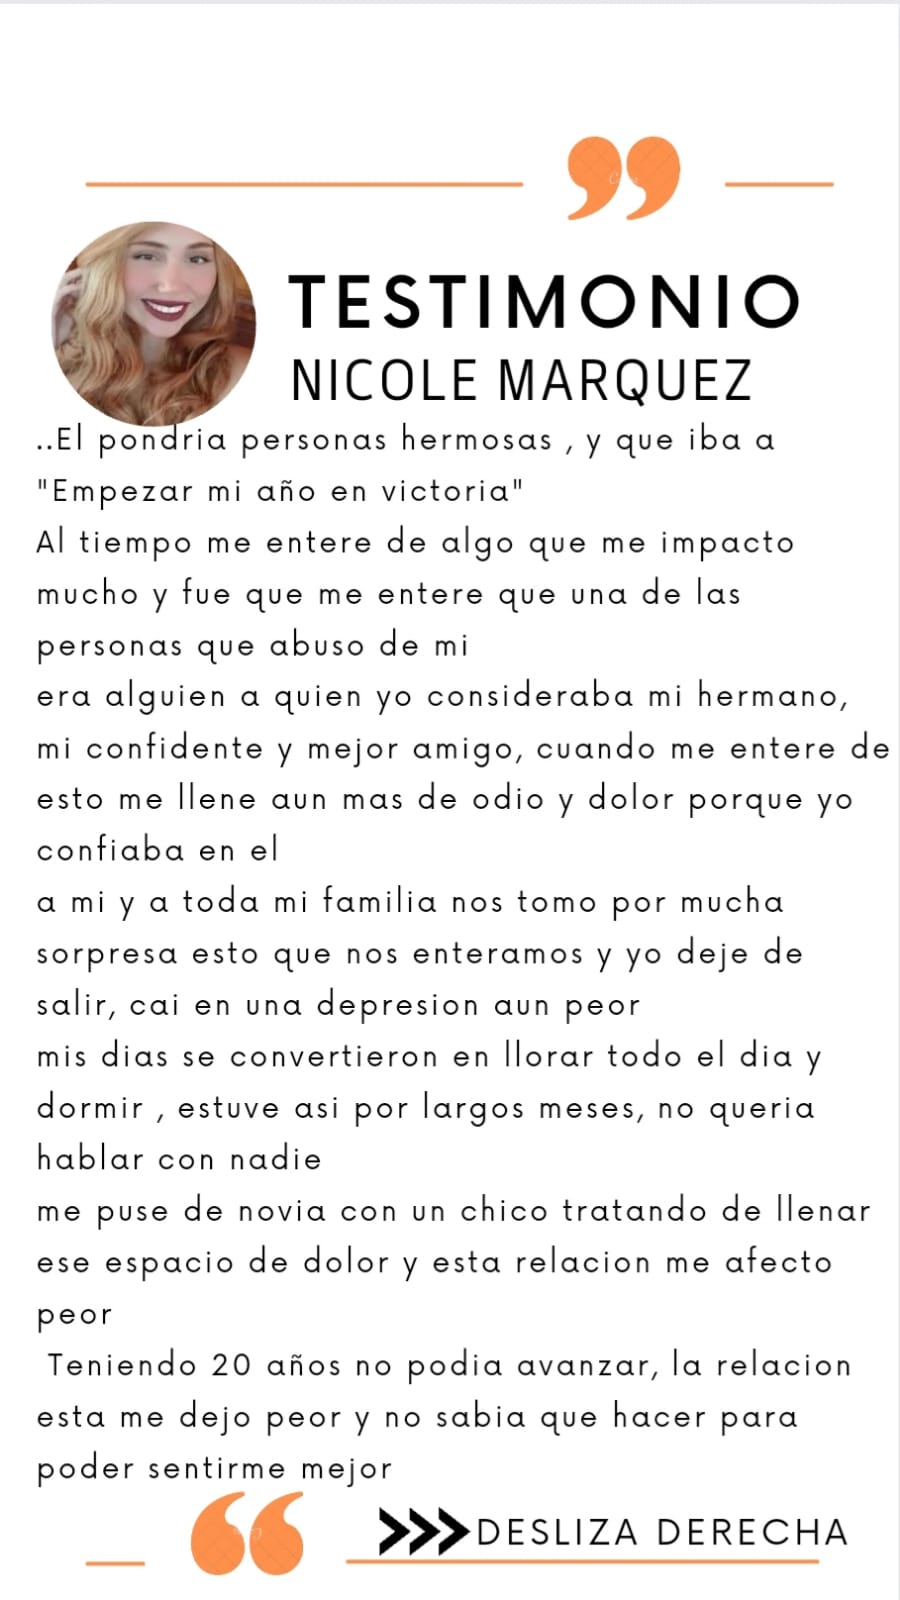 TESTIMONIO
NICOLE MARQUEZ
..El pondria personas hermosas , y que iba a
"Empezar mi año en victoria"
Al tiempo me entere de algo que me impacto
mucho y fue que me entere que una de las
personas que abuso de mi
era alguien a quien yo consideraba mi hermano,
mi confidente y mejor amigo, cuando me entere de
esto me llene aun mas de odio y dolor porque yo
confiaba en el
a mi y a toda mi familia nos tomo por mucha
sorpresa esto que nos enteramos y yo deje de
salir, cai en una depresion aun peor
mis dias se convertieron en llorar todo el dia y
dormir , estuve asi por largos meses, no queria
hablar con nadie
me puse de novia con un chico tratando de llenar
ese espacio de dolor y esta relacion me afecto
peor
Teniendo 20 años no podia avanzar, la relacion
esta me dejo peor y no sabia que hacer para
poder sentirme mejor
DESLIZA DERECHA